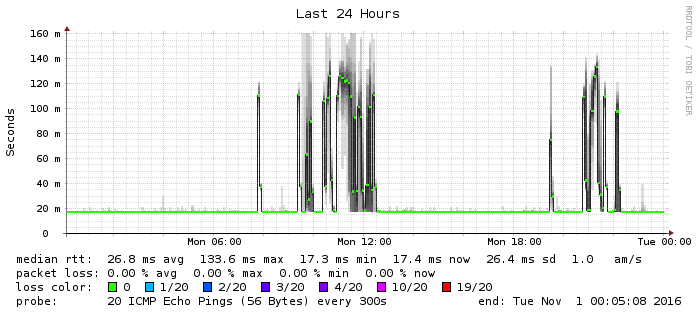 Last 24 Hours
RRDTOOL / TOBI OETIKER
Seconds
160 m
140 m
120 m
100 m
80 m
60 m
40 m
20 m
0
Mon 06:00 Mon 12:00 Mon 18:00 Tue 00:00
median rtt: 26.8 ms avg 133.6 ms max 17.3 ms min 17.4 ms now 26.4 ms sd 1.0 am/s
packet loss: 0.00 % avg 0.00 % max 0.00 % min 0.00 % now
loss color: 0 1/20 2/20 3/20 4/20 10/20 19/20
probe: 20 ICMP Echo Pings (56 Bytes) every 300s end: Tue Nov 1 00:05:08 2016